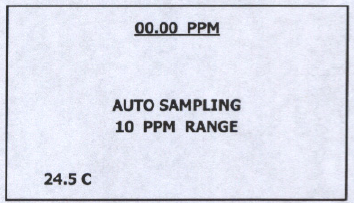 00.00 PPM
AUTO SAMPLING
10 PPM RANGE
24.5 C